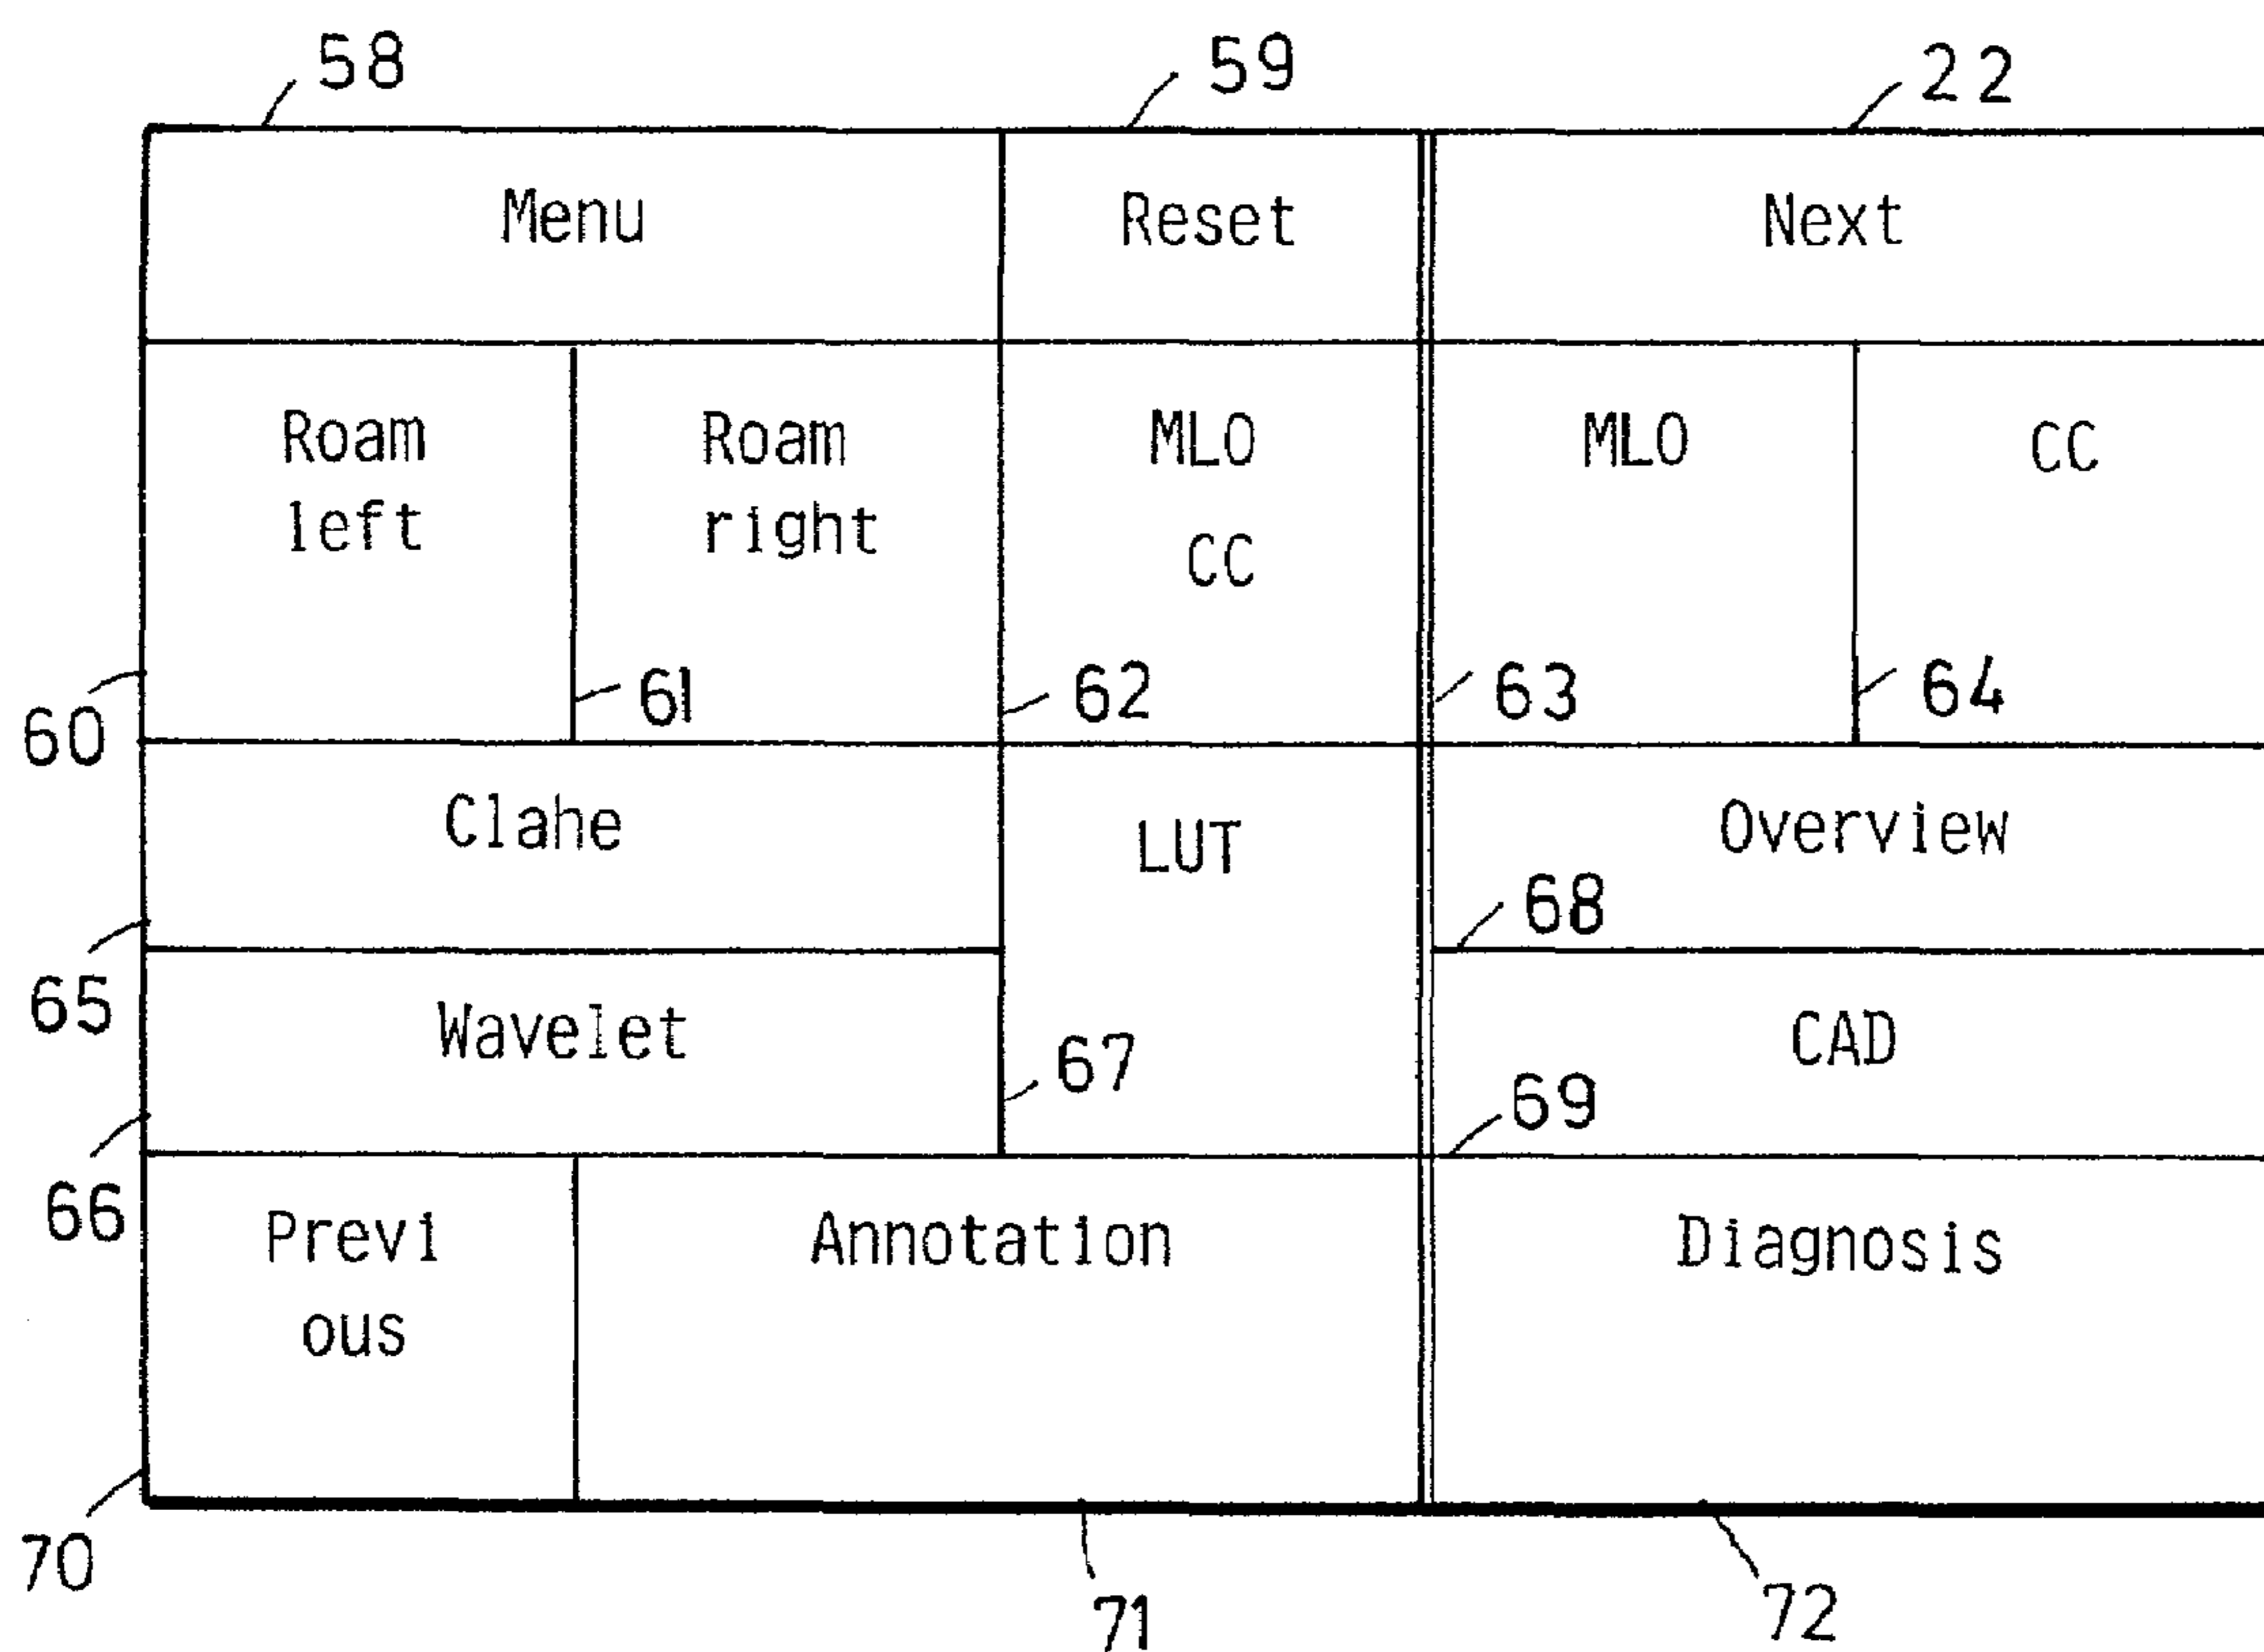 58 59 22
Menu Reset Next
Roam Roam MLO MLO CC
left right CC
60 61 62 63 64
Clahe LUT Overview
65 68
Wavelet 67 CAD
66 69
Previ Annotation Diagnosis
ous
70 71 72